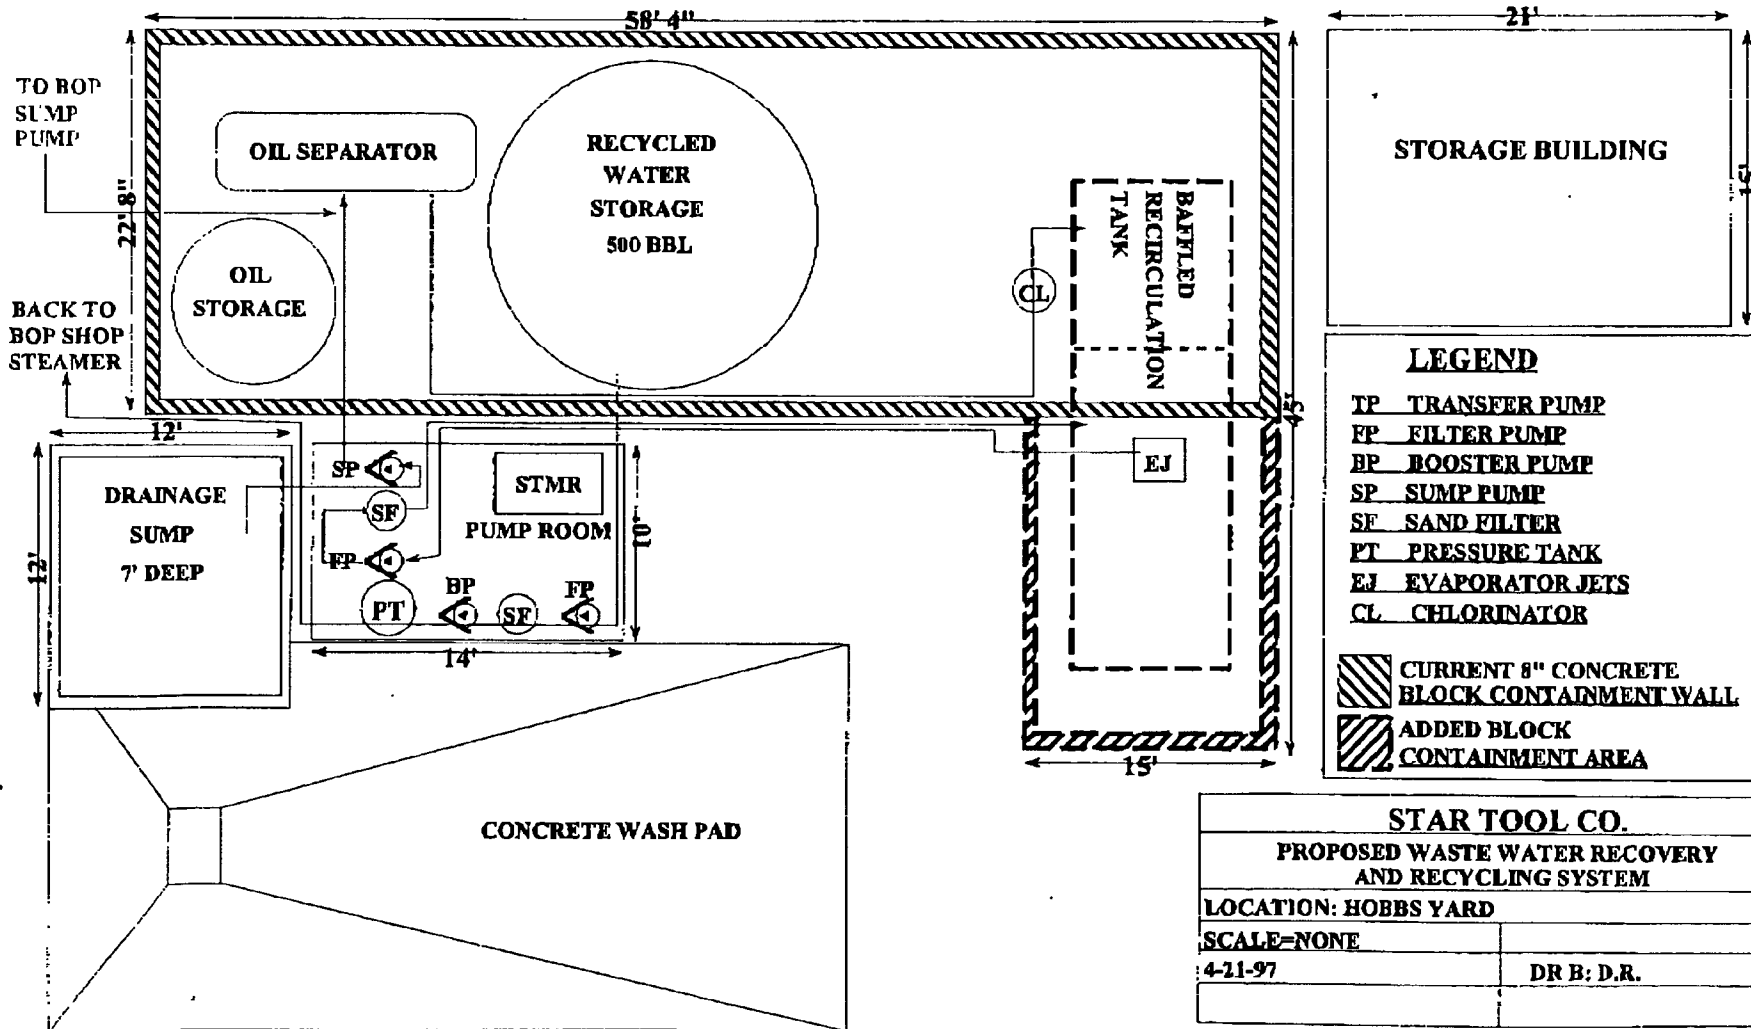 58' 4"
21'
TO BOP
SUMP
PUMP
22' 8"
OIL SEPARATOR
RECYCLED
WATER
STORAGE
500 BBL
OIL
STORAGE
BAFFLED
RECIRCULATION
TANK
CL
STORAGE BUILDING
BACK TO
BOP SHOP
STEAMER
45'
12'
12'
DRAINAGE
SUMP
7' DEEP
SP
SF
FP
PT
BP
SF
FP
STMR
PUMP ROOM
10'
14'
EJ
15'
CONCRETE WASH PAD
LEGEND
TP TRANSFER PUMP
FP FILTER PUMP
BP BOOSTER PUMP
SP SUMP PUMP
SF SAND FILTER
PT PRESSURE TANK
EJ EVAPORATOR JETS
CL CHLORINATOR
CURRENT 8" CONCRETE
BLOCK CONTAINMENT WALL
ADDED BLOCK
CONTAINMENT AREA
STAR TOOL CO.
PROPOSED WASTE WATER RECOVERY
AND RECYCLING SYSTEM
LOCATION: HOBBS YARD
SCALE=NONE
4-21-97
DR B: D.R.